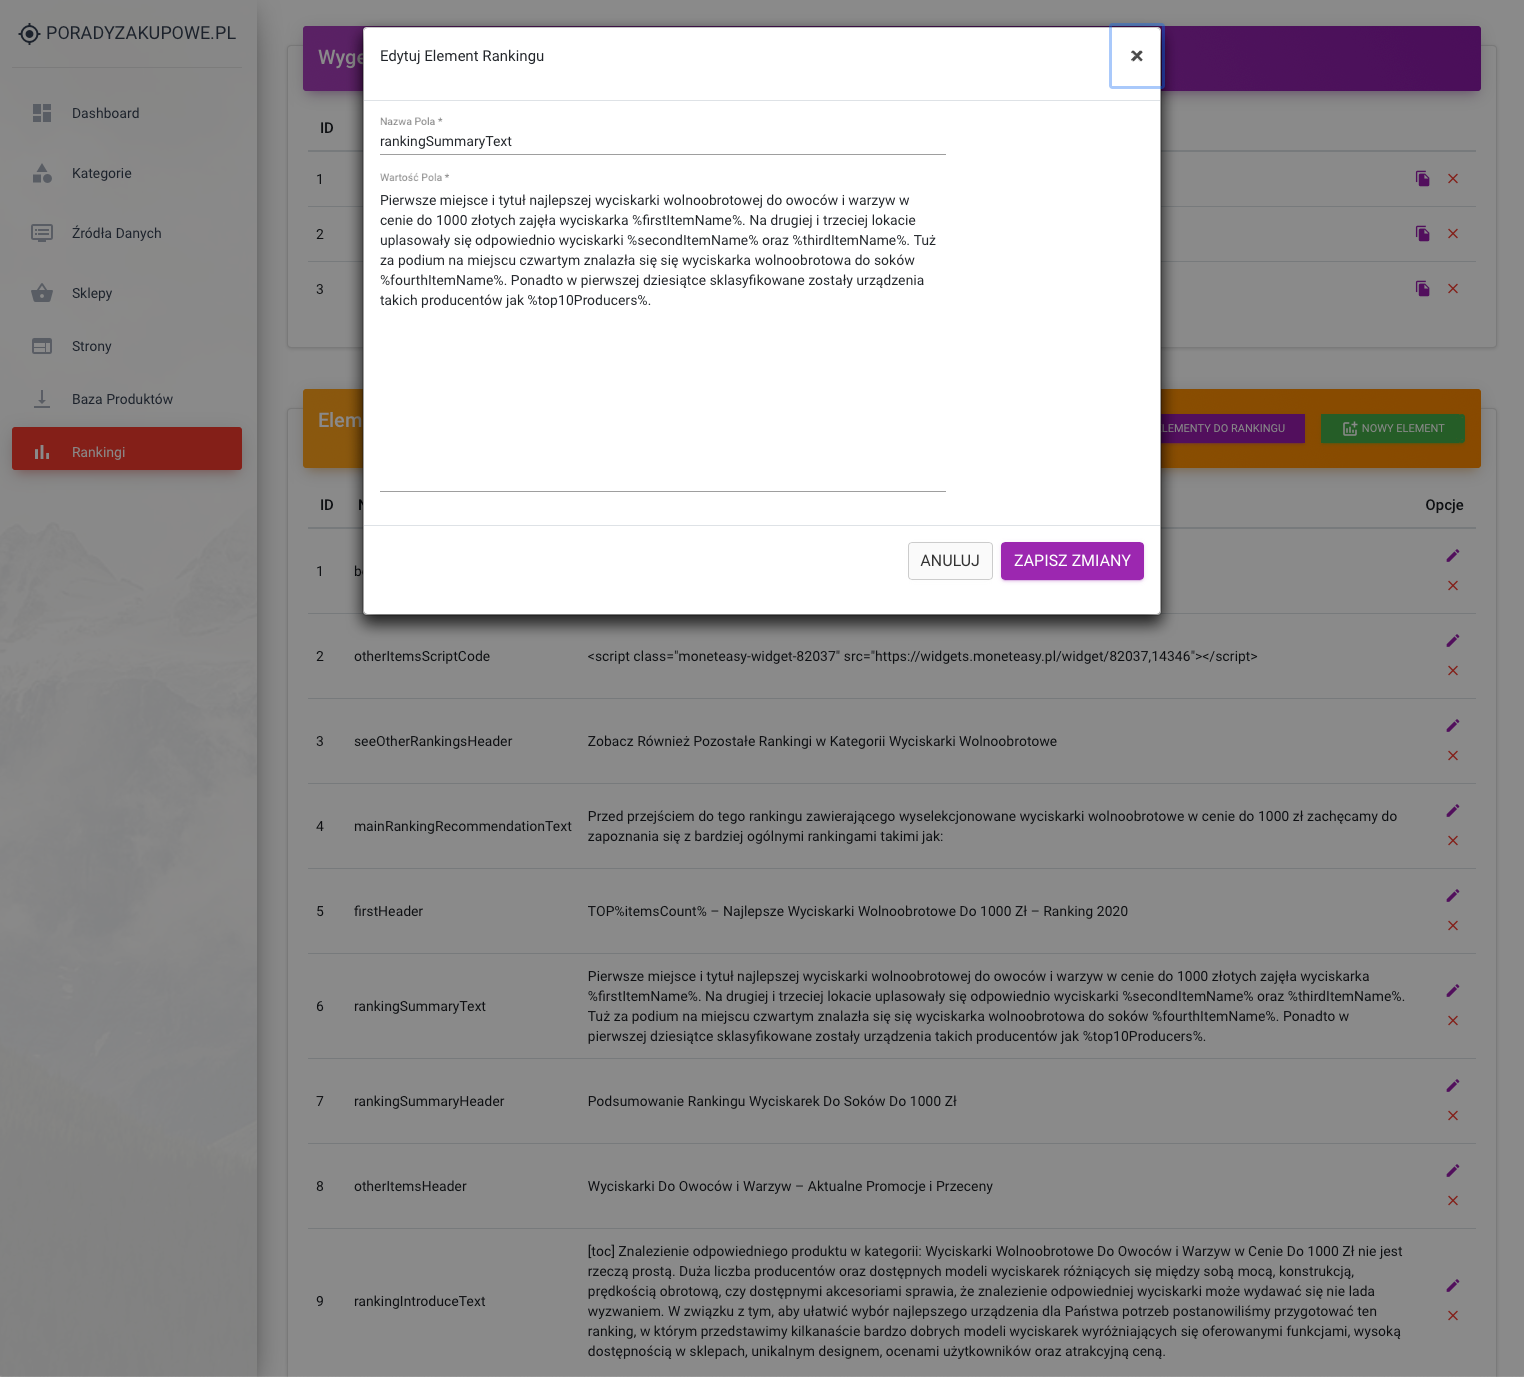 PORADYZAKUPOWE.PL
Dashboard
Kategorie
Źródła Danych
Sklepy
Strony
Baza Produktów
Rankingi
Edytuj Element Rankingu
×
Nazwa Pola *
rankingSummaryText
Wartość Pola *
Pierwsze miejsce i tytuł najlepszej wyciskarki wolnoobrotowej do owoców i warzyw w
cenie do 1000 złotych zajęła wyciskarka %firstItemName%. Na drugiej i trzeciej lokacie
uplasowały się odpowiednio wyciskarki %secondItemName% oraz %thirdItemName%. Tuż
za podium na miejscu czwartym znalazła się się wyciskarka wolnoobrotowa do soków
%fourthItemName%. Ponadto w pierwszej dziesiątce sklasyfikowane zostały urządzenia
takich producentów jak %top10Producers%.
ANULUJ
ZAPISZ ZMIANY
Wyge
ID
1
2
3
Elem
LEMENTY DO RANKINGU
NOWY ELEMENT
ID
Opcje
1
2 otherItemsScriptCode <script class="moneteasy-widget-82037" src="https://widgets.moneteasy.pl/widget/82037,14346"></script>
3 seeOtherRankingsHeader Zobacz Również Pozostałe Rankingi w Kategorii Wyciskarki Wolnoobrotowe
4 mainRankingRecommendationText Przed przejściem do tego rankingu zawierającego wyselekcjonowane wyciskarki wolnoobrotowe w cenie do 1000 zł zachęcamy do
zapoznania się z bardziej ogólnymi rankingami takimi jak:
5 firstHeader TOP%itemsCount% – Najlepsze Wyciskarki Wolnoobrotowe Do 1000 Zł – Ranking 2020
6 rankingSummaryText Pierwsze miejsce i tytuł najlepszej wyciskarki wolnoobrotowej do owoców i warzyw w cenie do 1000 złotych zajęła wyciskarka
%firstItemName%. Na drugiej i trzeciej lokacie uplasowały się odpowiednio wyciskarki %secondItemName% oraz %thirdItemName%.
Tuż za podium na miejscu czwartym znalazła się się wyciskarka wolnoobrotowa do soków %fourthItemName%. Ponadto w
pierwszej dziesiątce sklasyfikowane zostały urządzenia takich producentów jak %top10Producers%.
7 rankingSummaryHeader Podsumowanie Rankingu Wyciskarek Do Soków Do 1000 Zł
8 otherItemsHeader Wyciskarki Do Owoców i Warzyw – Aktualne Promocje i Przeceny
9 rankingIntroduceText [toc] Znalezienie odpowiedniego produktu w kategorii: Wyciskarki Wolnoobrotowe Do Owoców i Warzyw w Cenie Do 1000 Zł nie jest
rzeczą prostą. Duża liczba producentów oraz dostępnych modeli wyciskarek różniących się między sobą mocą, konstrukcją,
prędkością obrotową, czy dostępnymi akcesoriami sprawia, że znalezienie odpowiedniej wyciskarki może wydawać się nie lada
wyzwaniem. W związku z tym, aby ułatwić wybór najlepszego urządzenia dla Państwa potrzeb postanowiliśmy przygotować ten
ranking, w którym przedstawimy kilkanaście bardzo dobrych modeli wyciskarek wyróżniających się oferowanymi funkcjami, wysoką
dostępnością w sklepach, unikalnym designem, ocenami użytkowników oraz atrakcyjną ceną.